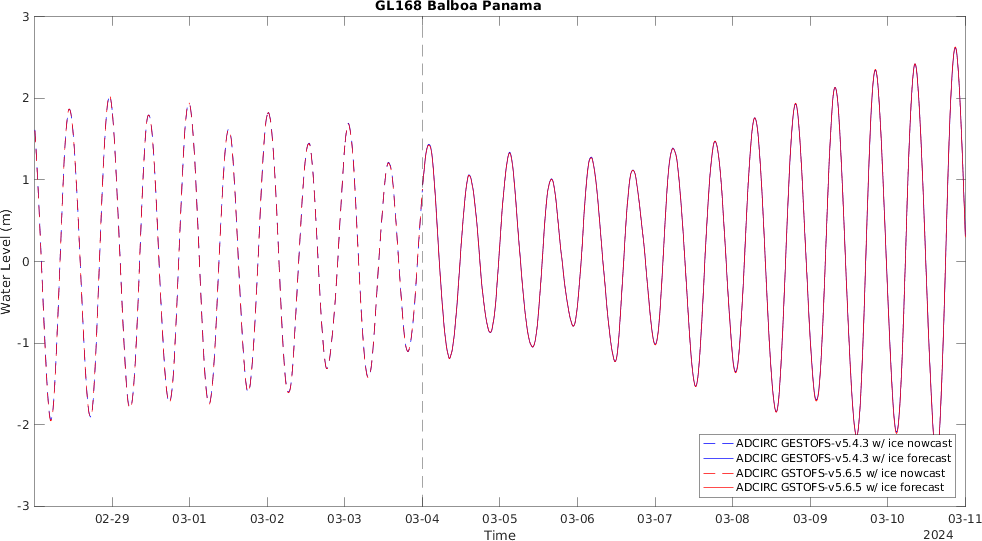 GL168 Balboa Panama
3
2
1
0
-1
-2
-3
Water Level (m)
ADCIRC GESTOFS-v5.4.3 w/ ice nowcast
ADCIRC GESTOFS-v5.4.3 w/ ice forecast
ADCIRC GSTOFS-v5.6.5 w/ ice nowcast
ADCIRC GSTOFS-v5.6.5 w/ ice forecast
02-29 03-01 03-02 03-03 03-04 03-05 03-06 03-07 03-08 03-09 03-10 03-11
Time
2024